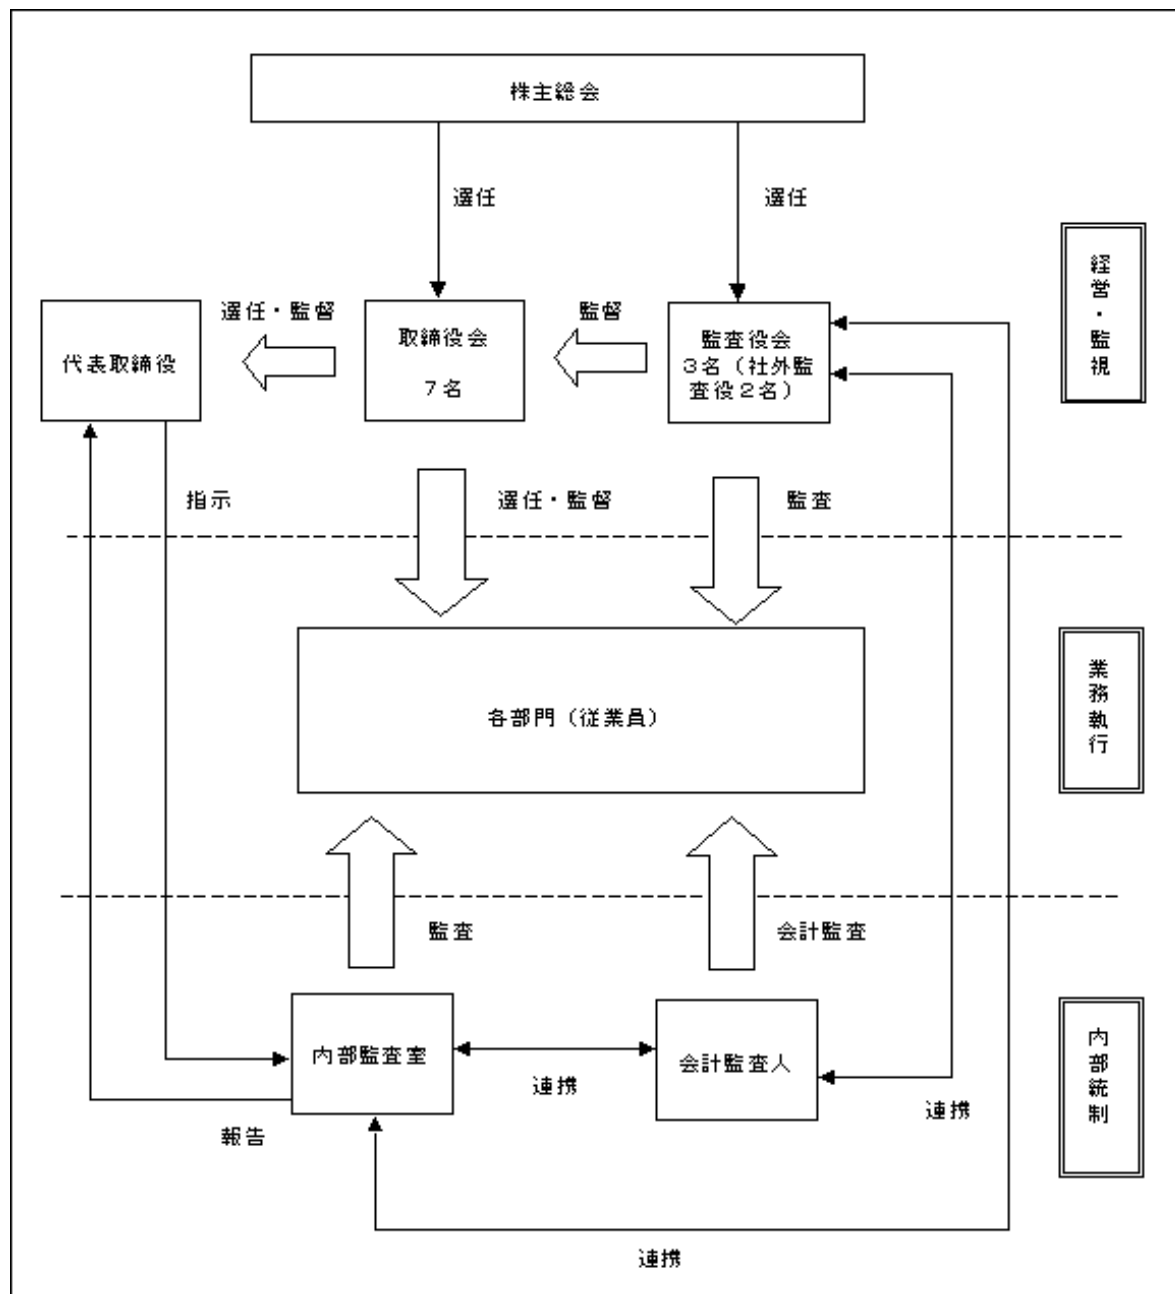 株主総会
選任
選任
経営・監視
選任・監督
監督
代表取締役
取締役会
７名
監査役会
３名（社外監
査役２名）
指示
選任・監督
監査
各部門（従業員）
業務執行
監査
会計監査
内部監査室
会計監査人
連携
連携
内部統制
報告
連携